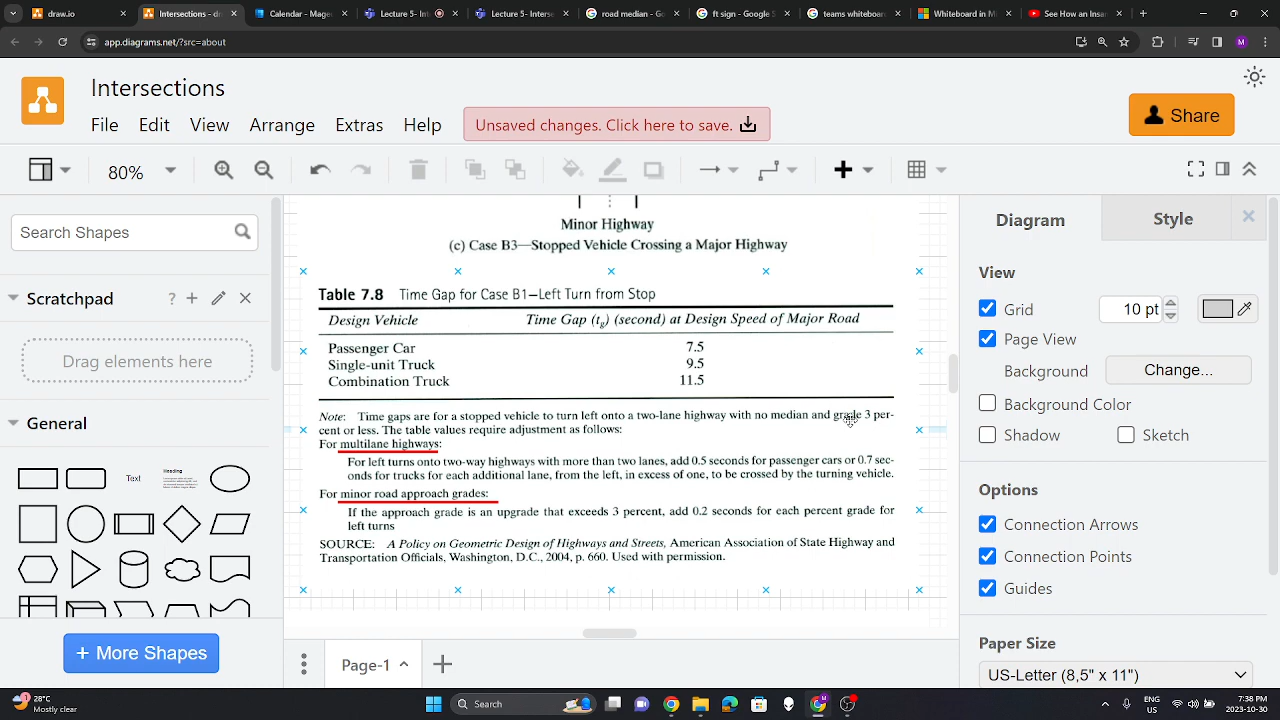 draw.io
Intersections - dra
Calendar - Mage
Lecture 5- Int
Lecture 5- Interse
road median -
ft sign - Google S
teams whiteboar
Whiteboard in Mi
See How an Inse
app.diagrams.net/?src=about
M
Intersections
File Edit View Arrange Extras Help
Unsaved changes. Click here to save.
Share
80%
Search Shapes
Scratchpad
?
Drag elements here
General
Text
Heading
+ More Shapes
Minor Highway
(c) Case B3—Stopped Vehicle Crossing a Major Highway
Table 7.8 Time Gap for Case B1—Left Turn from Stop
Design Vehicle Time Gap (tg) (second) at Design Speed of Major Road
Passenger Car 7.5
Single-unit Truck 9.5
Combination Truck 11.5
Note: Time gaps are for a stopped vehicle to turn left onto a two-lane highway with no median and grade 3 per-
cent or less. The table values require adjustment as follows:
For multilane highways:
For left turns onto two-way highways with more than two lanes, add 0.5 seconds for passenger cars or 0.7 sec-
onds for trucks for each additional lane, from the left, in excess of one, to be crossed by the turning vehicle.
For minor road approach grades:
If the approach grade is an upgrade that exceeds 3 percent, add 0.2 seconds for each percent grade for
left turns
SOURCE: A Policy on Geometric Design of Highways and Streets, American Association of State Highway and
Transportation Officials, Washington, D.C., 2004, p. 660. Used with permission.
Page-1
Diagram Style
View
Grid 10 pt
Page View
Background Change...
Background Color
Shadow Sketch
Options
Connection Arrows
Connection Points
Guides
Paper Size
US-Letter (8,5" x 11")
1
28°C
Mostly clear
Search
ENG
US
7:38 PM
2023-10-30